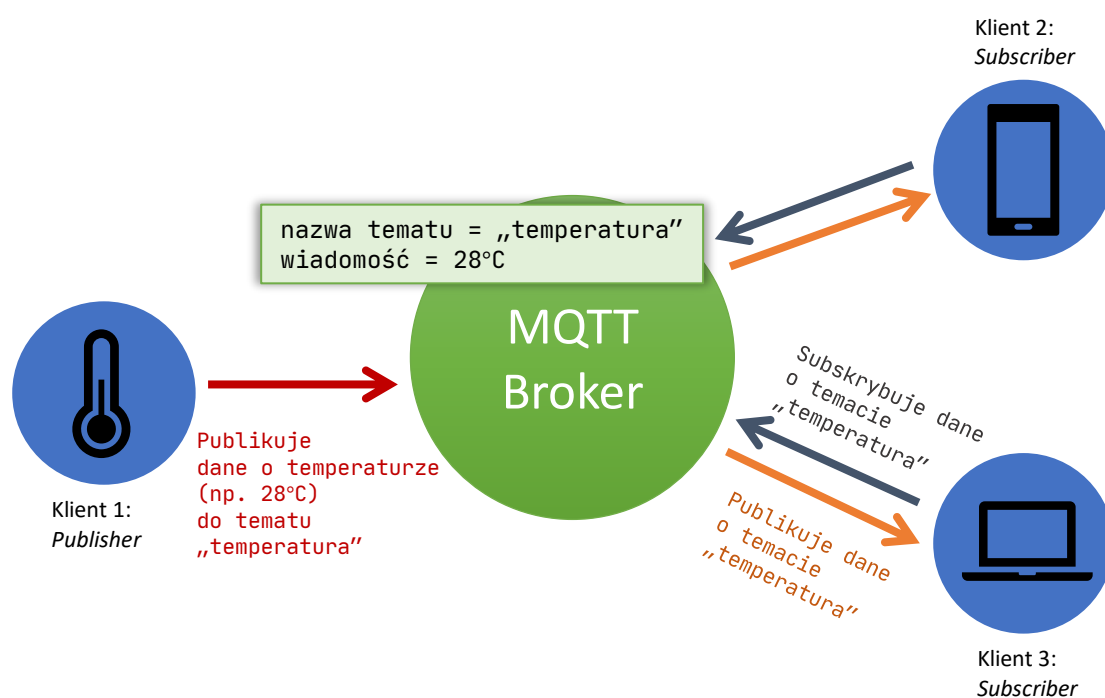 Klient 2:
Subscriber
nazwa tematu = „temperatura”
wiadomość = 28°C
MQTT
Broker
Publikuje
dane o temperaturze
(np. 28°C)
do tematu
„temperatura”
Klient 1:
Publisher
Subskrybuje dane
o temacie
„temperatura”
Publikuje dane
o temacie
„temperatura”
Klient 3:
Subscriber